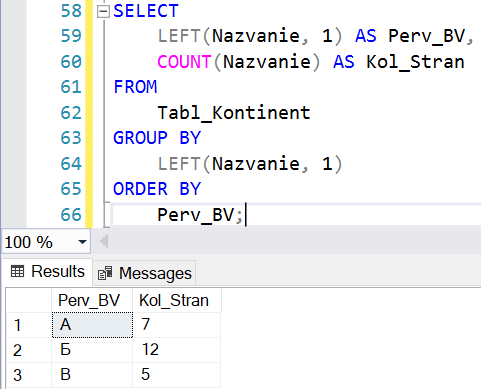 58 SELECT
59 LEFT(Nazvanie, 1) AS Perv_BV,
60 COUNT(Nazvanie) AS Kol_Stran
61 FROM
62 Tabl_Kontinent
63 GROUP BY
64 LEFT(Nazvanie, 1)
65 ORDER BY
66 Perv_BV;
100 %
Results Messages
Perv_BV Kol_Stran
1 А 7
2 Б 12
3 В 5